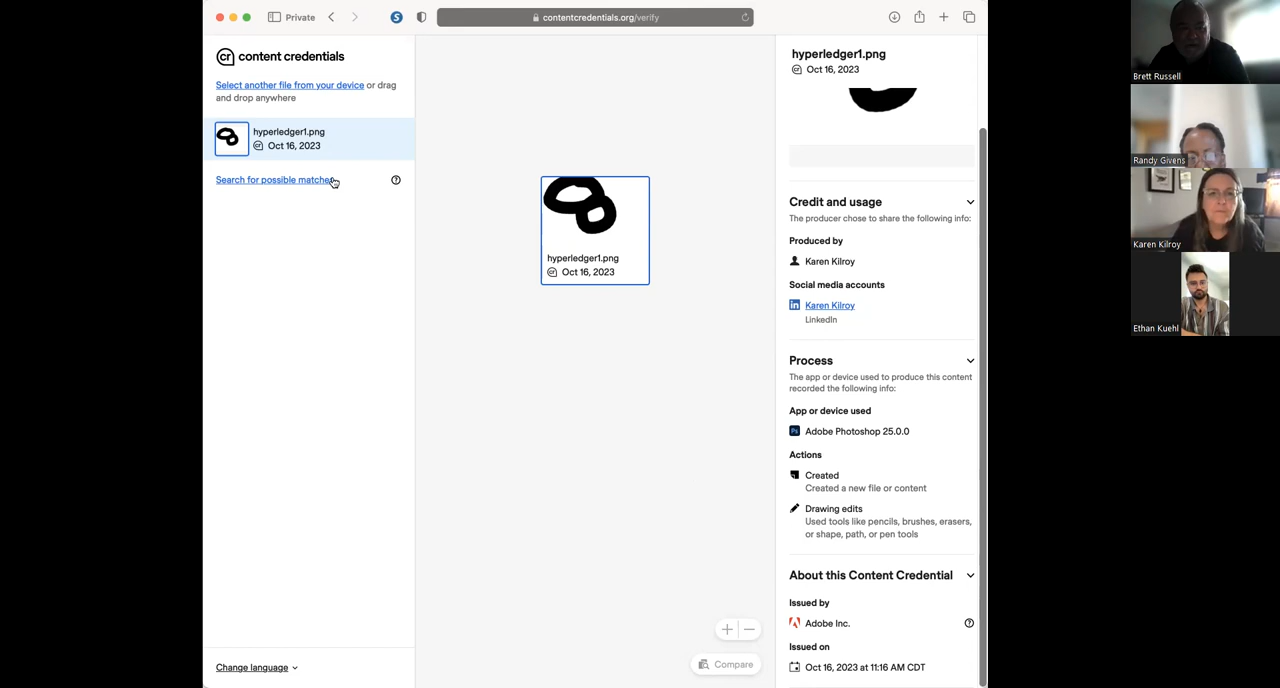 Private
contentcredentials.org/verify
cr content credentials
Select another file from your device or drag
and drop anywhere
hyperledger1.png
Oct 16, 2023
Search for possible matches
hyperledger1.png
Oct 16, 2023
Compare
Change language
hyperledger1.png
Oct 16, 2023
Credit and usage
The producer chose to share the following info:
Produced by
Karen Kilroy
Social media accounts
Karen Kilroy
LinkedIn
Process
The app or device used to produce this content
recorded the following info:
App or device used
Ps Adobe Photoshop 25.0.0
Actions
Created
Created a new file or content
Drawing edits
Used tools like pencils, brushes, erasers,
or shape, path, or pen tools
About this Content Credential
Issued by
Adobe Inc.
Issued on
Oct 16, 2023 at 11:16 AM CDT
Brett Russell
Randy Givens
Karen Kilroy
Ethan Kuehl